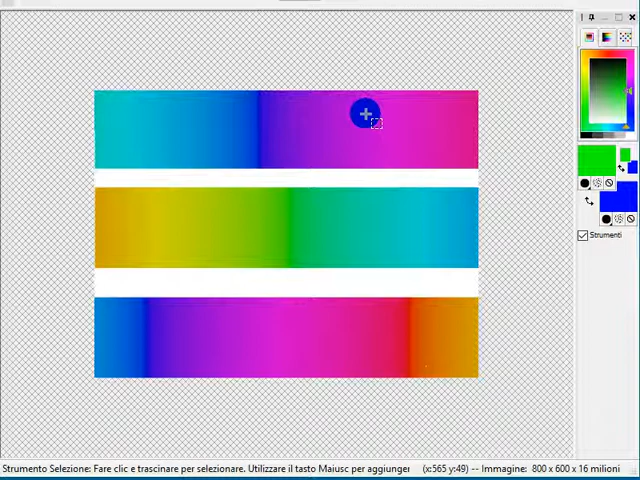 Strumenti
Strumento Selezione: Fare clic e trascinare per selezionare. Utilizzare il tasto Maiusc per aggiunger
(x:565 y:49) -- Immagine: 800 x 600 x 16 milioni